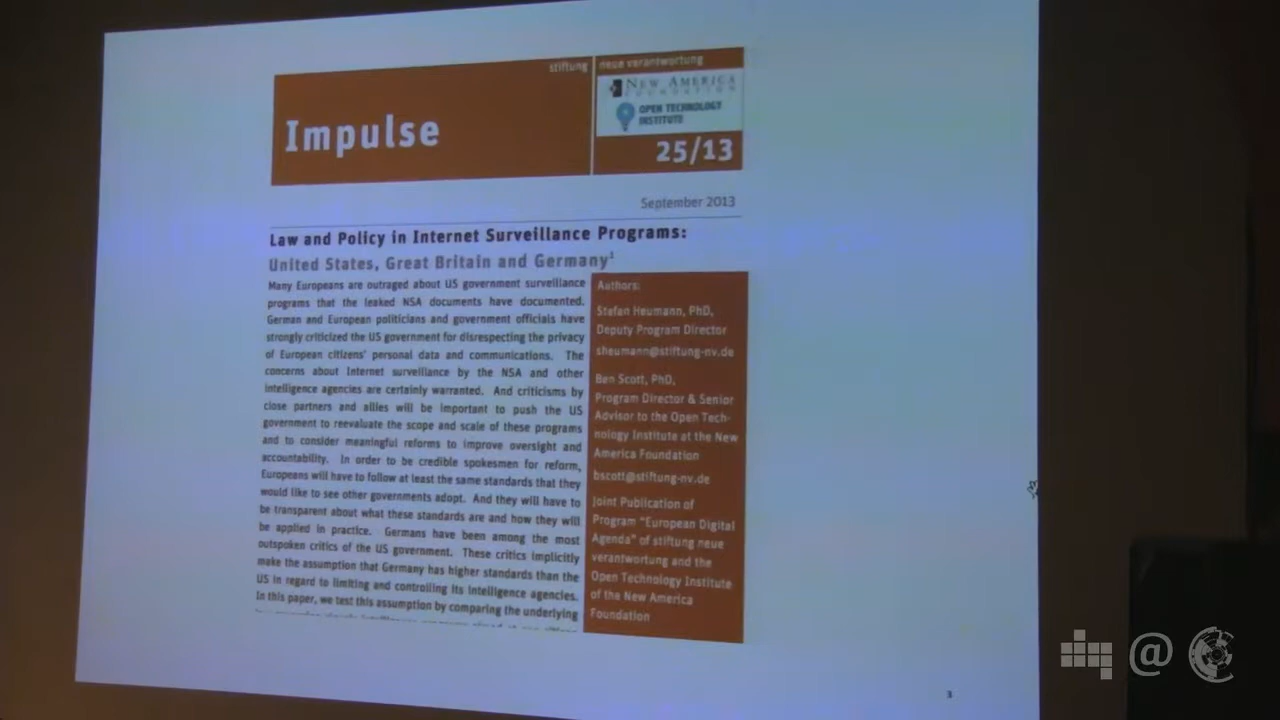 stiftung neue verantwortung
NEW AMERICA
FOUNDATION
OPEN TECHNOLOGY
INSTITUTE
Impulse
25/13
September 2013
Law and Policy in Internet Surveillance Programs:
United States, Great Britain and Germany¹
Many Europeans are outraged about US government surveillance
programs that the leaked NSA documents have documented.
German and European politicians and government officials have
strongly criticized the US government for disrespecting the privacy
of European citizens' personal data and communications. The
concerns about Internet surveillance by the NSA and other
intelligence agencies are certainly warranted. And criticisms by
close partners and allies will be important to push the US
government to reevaluate the scope and scale of these programs
and to consider meaningful reforms to improve oversight and
accountability. In order to be credible spokesmen for reform,
Europeans will have to follow at least the same standards that they
would like to see other governments adopt. And they will have to
be transparent about what these standards are and how they will
be applied in practice. Germans have been among the most
outspoken critics of the US government. These critics implicitly
make the assumption that Germany has higher standards than the
US in regard to limiting and controlling its intelligence agencies.
In this paper, we test this assumption by comparing the underlying
Authors:
Stefan Heumann, PhD,
Deputy Program Director
sheumann@stiftung-nv.de
Ben Scott, PhD,
Program Director & Senior
Advisor to the Open Tech-
nology Institute at the New
America Foundation
bscott@stiftung-nv.de
Joint Publication of
Program "European Digital
Agenda" of stiftung neue
verantwortung and the
Open Technology Institute
of the New America
Foundation
3
@